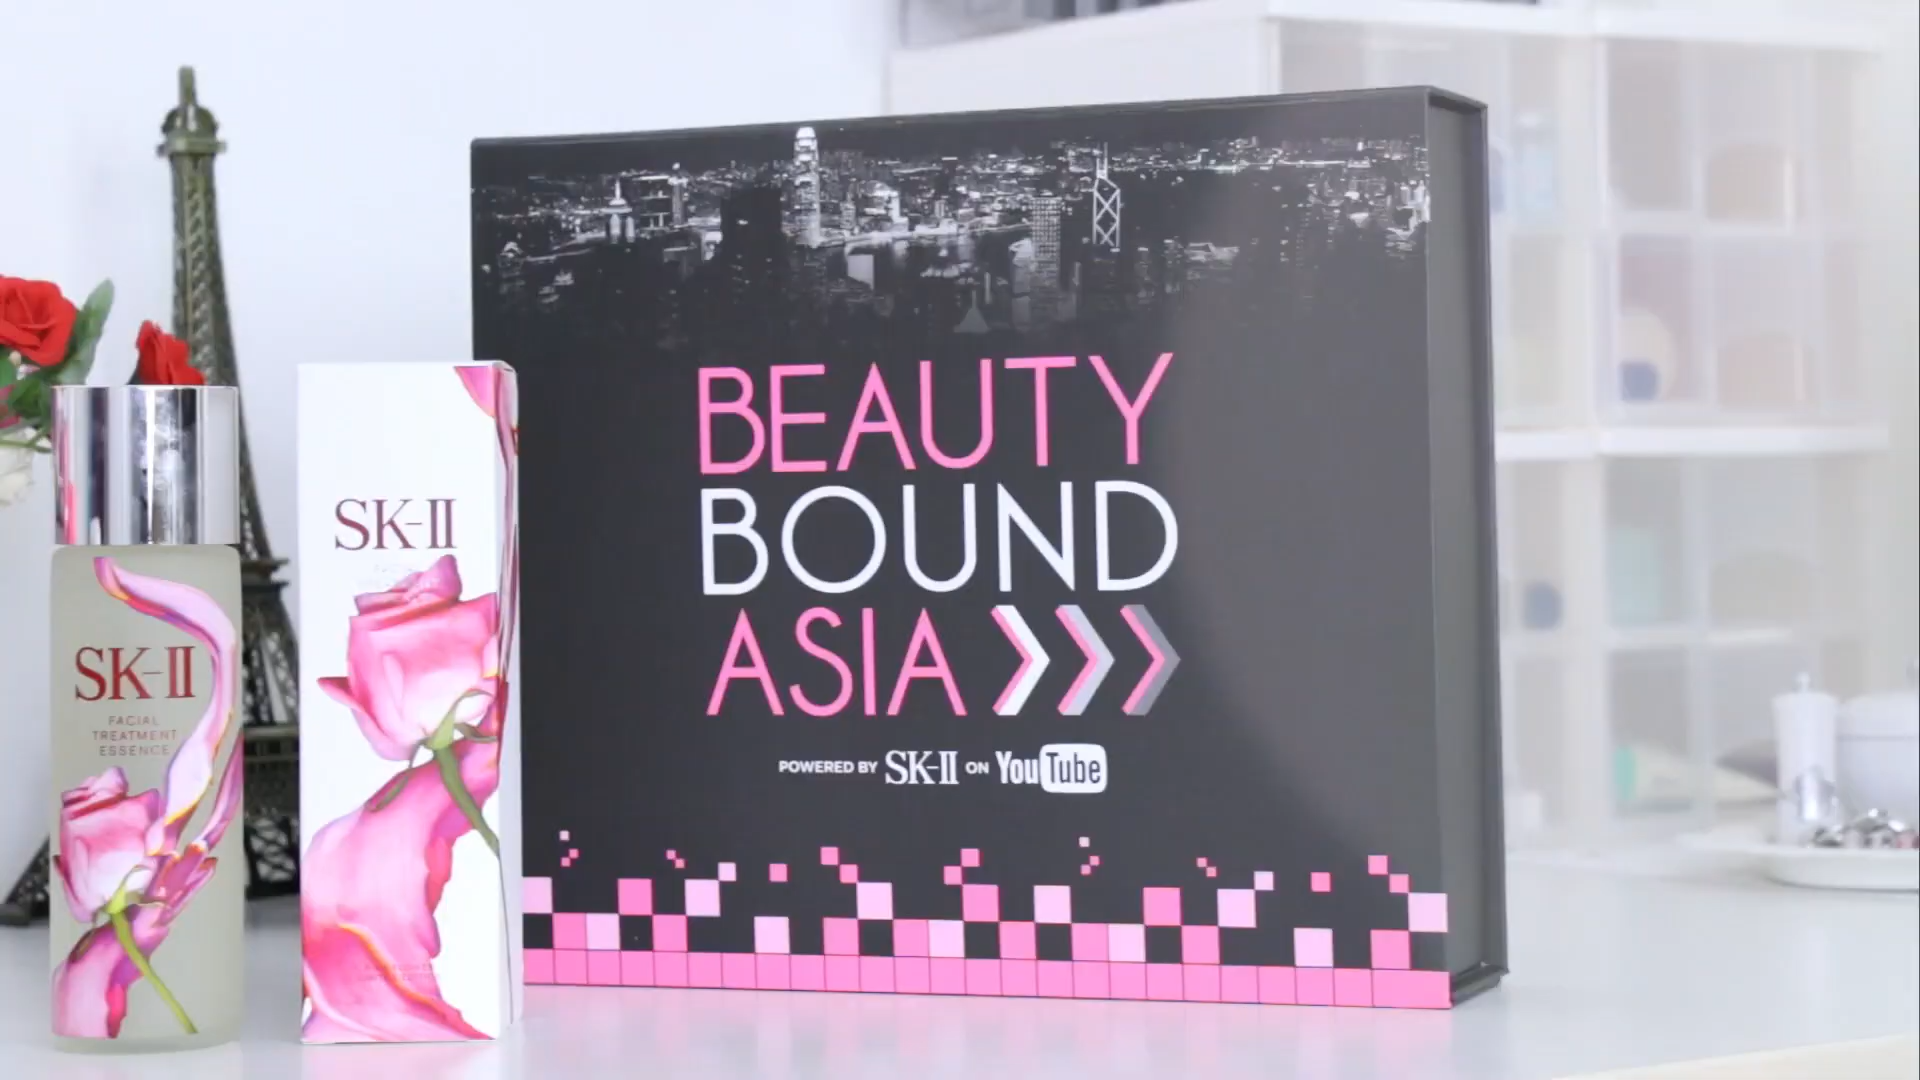 SK-II
FACIAL
TREATMENT
ESSENCE
SK-II
BEAUTY
BOUND
ASIA
POWERED BY SK-II ON YouTube